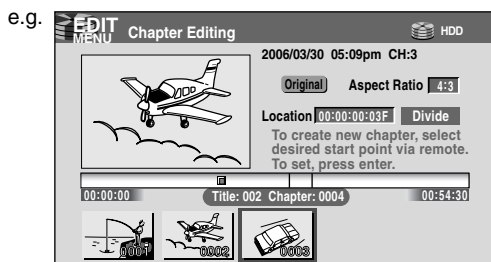 e.g.
EDIT MENU Chapter Editing HDD
2006/03/30 05:09pm CH:3
Original Aspect Ratio 4:3
Location 00:00:00:03F Divide
To create new chapter, select
desired start point via remote.
To set, press enter.
00:00:00 Title: 002 Chapter: 0004 00:54:30
0001 0002 0003